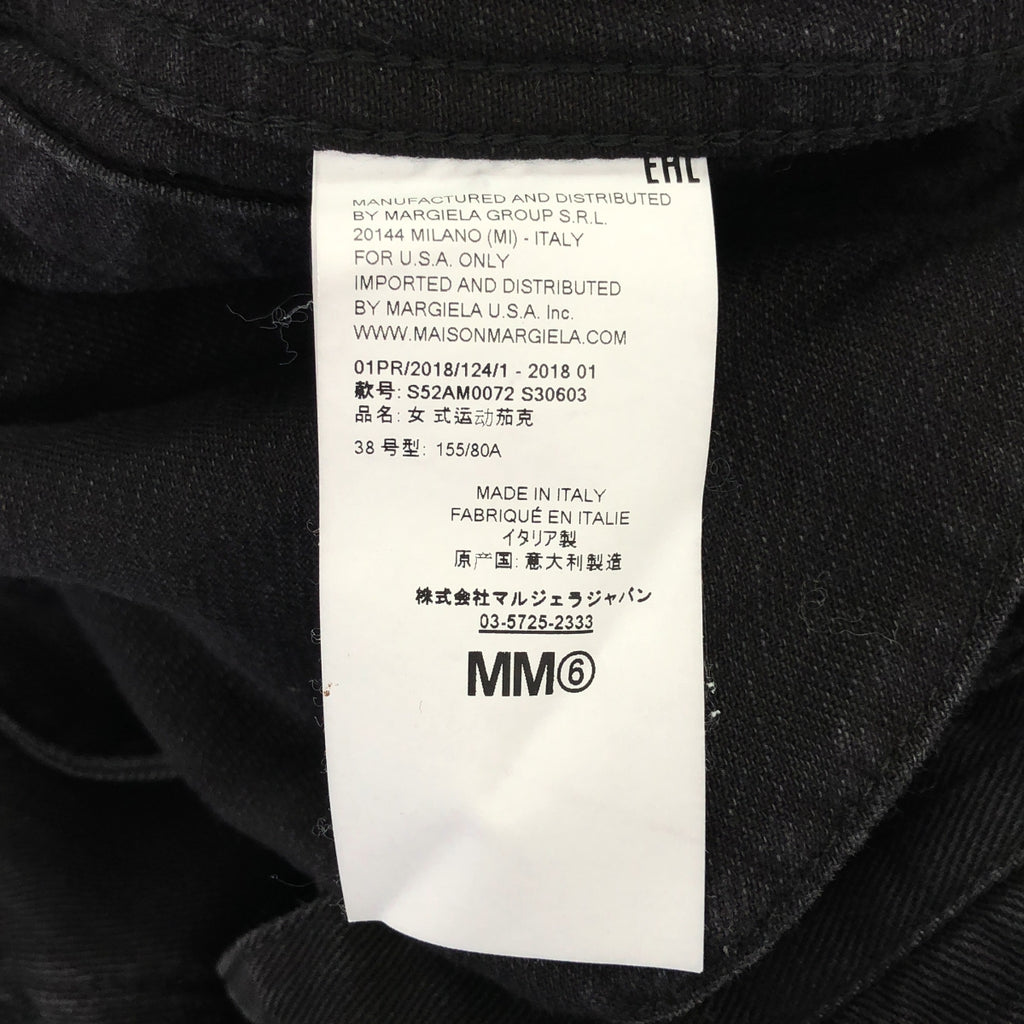 EAC
MANUFACTURED AND DISTRIBUTED
BY MARGIELA GROUP S.R.L.
20144 MILANO (MI) - ITALY
FOR U.S.A. ONLY
IMPORTED AND DISTRIBUTED
BY MARGIELA U.S.A. Inc.
WWW.MAISONMARGIELA.COM
01PR/2018/124/1 - 2018 01
款号: S52AM0072 S30603
品名: 女 式运动茄克
38 号型: 155/80A
MADE IN ITALY
FABRIQUÉ EN ITALIE
イタリア製
原产国: 意大利製造
株式会社マルジェラジャパン
03-5725-2333
MM⑥